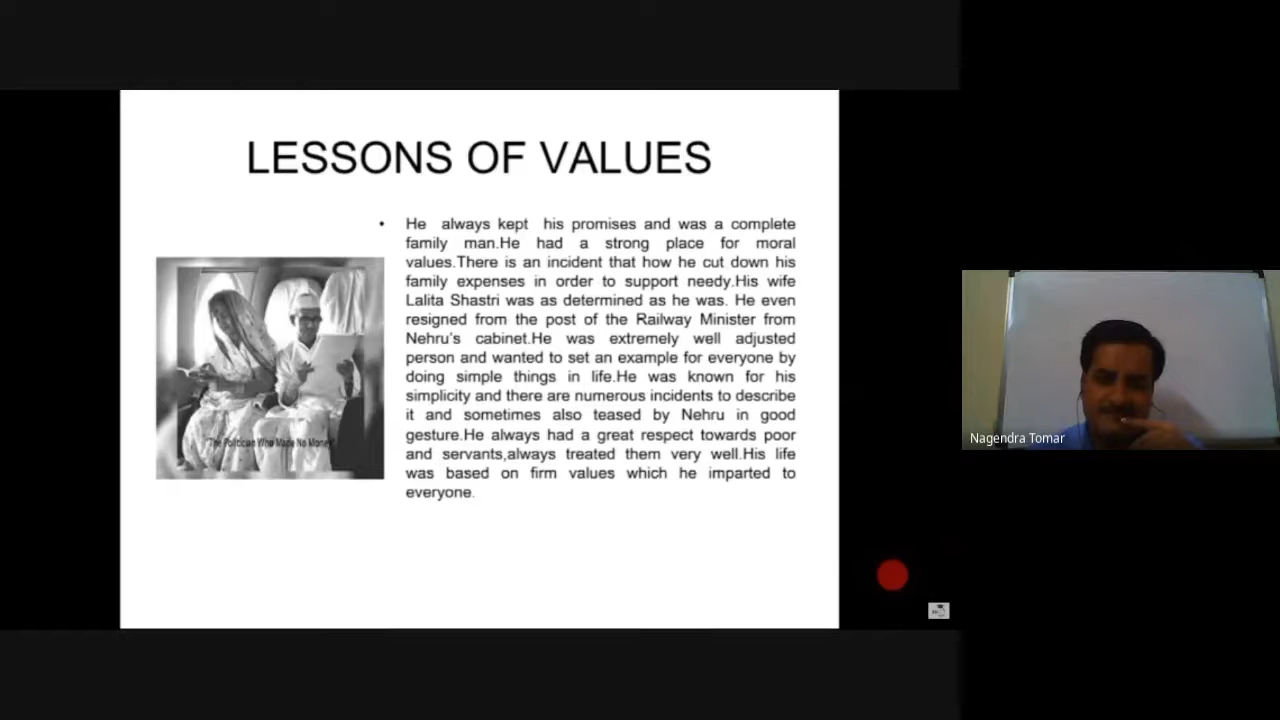 LESSONS OF VALUES
• He always kept his promises and was a complete
family man.He had a strong place for moral
values.There is an incident that how he cut down his
family expenses in order to support needy.His wife
Lalita Shastri was as determined as he was. He even
resigned from the post of the Railway Minister from
Nehru's cabinet.He was extremely well adjusted
person and wanted to set an example for everyone by
doing simple things in life.He was known for his
simplicity and there are numerous incidents to describe
it and sometimes also teased by Nehru in good
gesture.He always had a great respect towards poor
and servants,always treated them very well.His life
was based on firm values which he imparted to
everyone.
"The Politician Who Made No Money"
Nagendra Tomar